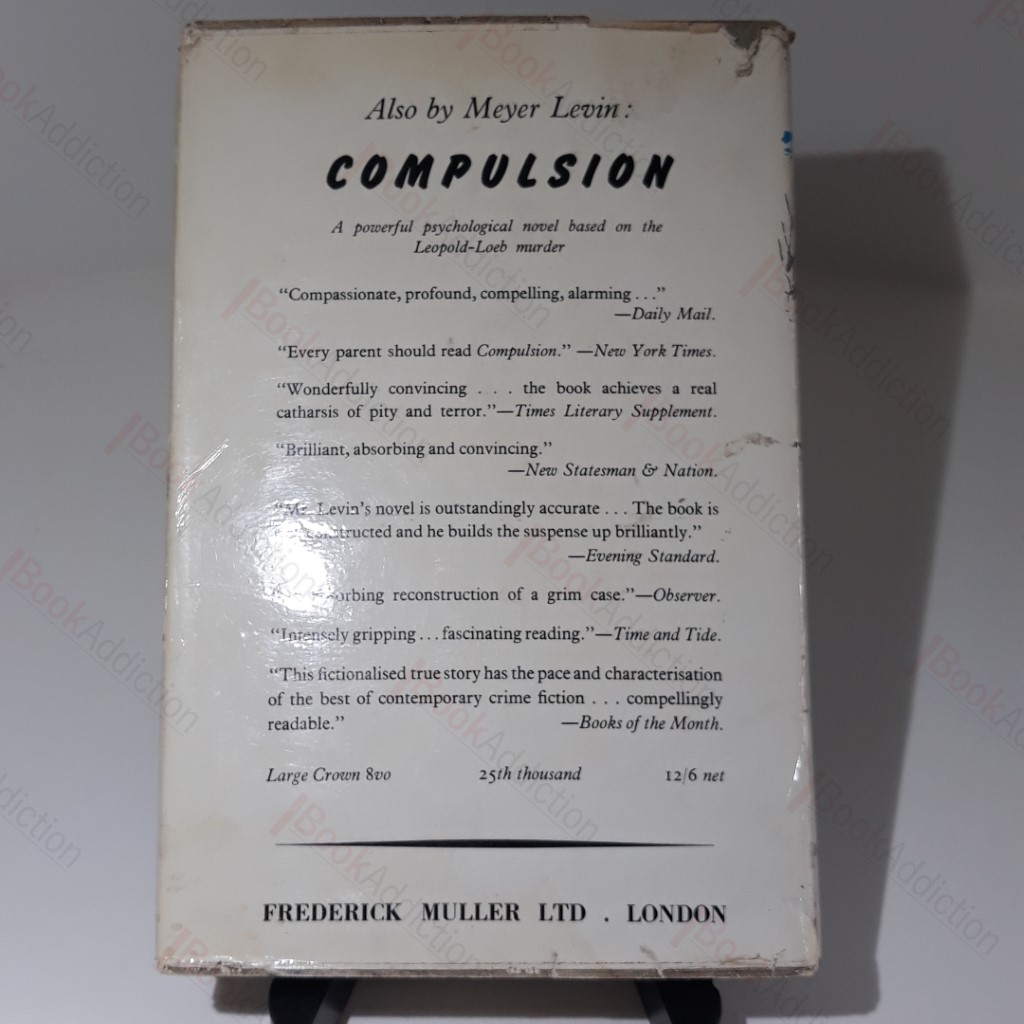 Also by Meyer Levin:
COMPULSION
A powerful psychological novel based on the
Leopold-Loeb murder
“Compassionate, profound, compelling, alarming . . .”
—Daily Mail.
“Every parent should read Compulsion.” —New York Times.
“Wonderfully convincing . . . the book achieves a real
catharsis of pity and terror.”—Times Literary Supplement.
“Brilliant, absorbing and convincing.”
—New Statesman & Nation.
“Mr. Levin’s novel is outstandingly accurate . . . The book is
and he builds the suspense up brilliantly.”
—Evening Standard.
reconstruction of a grim case.”—Observer.
“Intensely gripping . . . fascinating reading.”—Time and Tide.
“This fictionalised true story has the pace and characterisation
of the best of contemporary crime fiction . . . compellingly
readable.” —Books of the Month.
Large Crown 8vo 25th thousand 12/6 net
FREDERICK MULLER LTD . LONDON
BookAddiction